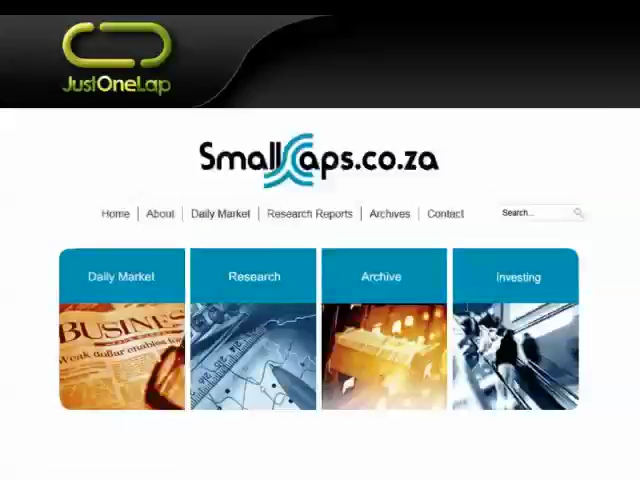 JustOneLap
SmallCaps.co.za
Home | About | Daily Market | Research Reports | Archives | Contact
Search...
Daily Market
Research
Archive
Investing
BUSINES
Weak dollar enables